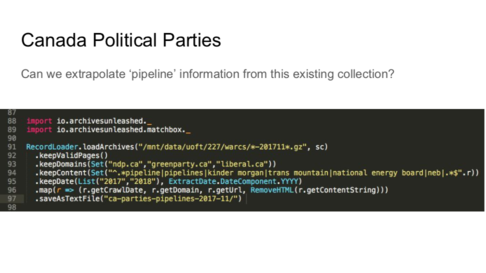 Canada Political Parties
Can we extrapolate ‘pipeline’ information from this existing collection?
87
88 import io.archivesunleashed._
89 import io.archivesunleashed.matchbox._
90
91 RecordLoader.loadArchives("/mnt/data/uoft/227/warcs/*-201711*.gz", sc)
92 .keepValidPages()
93 .keepDomains(Set("ndp.ca","greenparty.ca","liberal.ca"))
94 .keepContent(Set("^.*pipeline|pipelines|kinder morgan|trans mountain|national energy board|neb|.*$".r))
95 .keepDate(List("2017","2018"), ExtractDate.DateComponent.YYYY)
96 .map(r => (r.getCrawlDate, r.getDomain, r.getUrl, RemoveHTML(r.getContentString)))
97 .saveAsTextFile("ca-parties-pipelines-2017-11/")
98